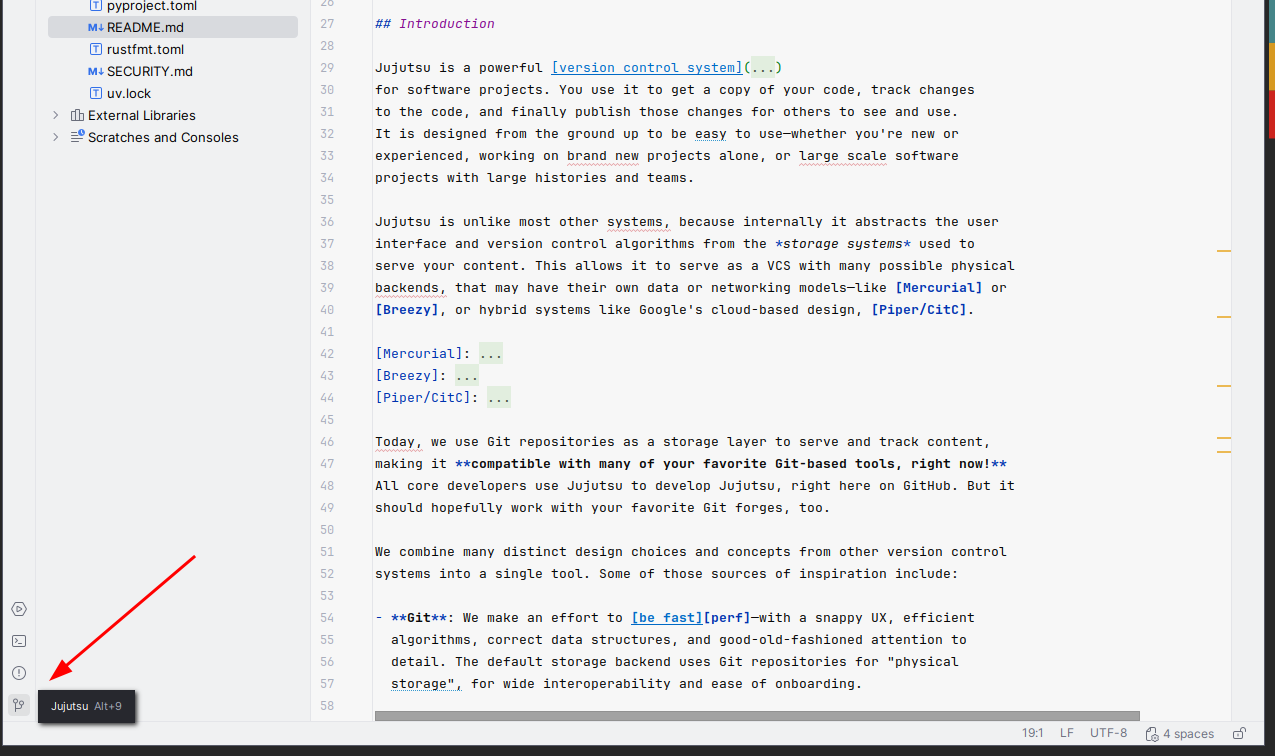 pyproject.toml
README.md
rustfmt.toml
SECURITY.md
uv.lock
External Libraries
Scratches and Consoles
26
27 ## Introduction
28
29 Jujutsu is a powerful [version control system](...)
30 for software projects. You use it to get a copy of your code, track changes
31 to the code, and finally publish those changes for others to see and use.
32 It is designed from the ground up to be easy to use—whether you're new or
33 experienced, working on brand new projects alone, or large scale software
34 projects with large histories and teams.
35
36 Jujutsu is unlike most other systems, because internally it abstracts the user
37 interface and version control algorithms from the *storage systems* used to
38 serve your content. This allows it to serve as a VCS with many possible physical
39 backends, that may have their own data or networking models—like [Mercurial] or
40 [Breezy], or hybrid systems like Google's cloud-based design, [Piper/CitC].
41
42 [Mercurial]: ...
43 [Breezy]: ...
44 [Piper/CitC]: ...
45
46 Today, we use Git repositories as a storage layer to serve and track content,
47 making it **compatible with many of your favorite Git-based tools, right now!**
48 All core developers use Jujutsu to develop Jujutsu, right here on GitHub. But it
49 should hopefully work with your favorite Git forges, too.
50
51 We combine many distinct design choices and concepts from other version control
52 systems into a single tool. Some of those sources of inspiration include:
53
54 - **Git**: We make an effort to [be fast][perf]—with a snappy UX, efficient
55 algorithms, correct data structures, and good-old-fashioned attention to
56 detail. The default storage backend uses Git repositories for "physical
57 storage", for wide interoperability and ease of onboarding.
58
Jujutsu Alt+9
19:1 LF UTF-8 4 spaces